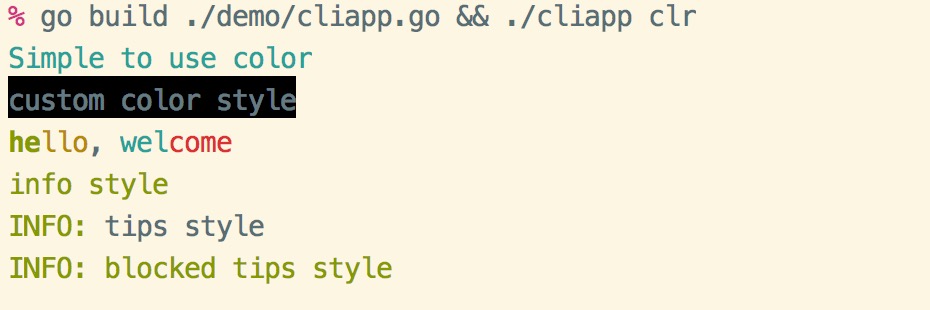 % go build ./demo/cliapp.go && ./cliapp clr
Simple to use color
custom color style
hello, welcome
info style
INFO: tips style
INFO: blocked tips style